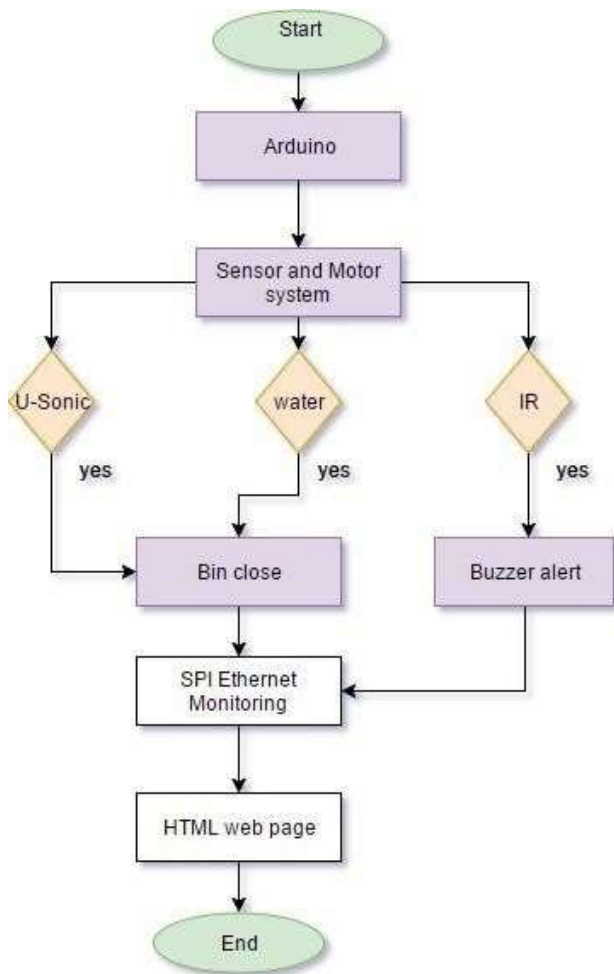 Start
Arduino
Sensor and Motor
system
U-Sonic
water
IR
yes
yes
yes
Bin close
Buzzer alert
SPI Ethernet
Monitoring
HTML web page
End